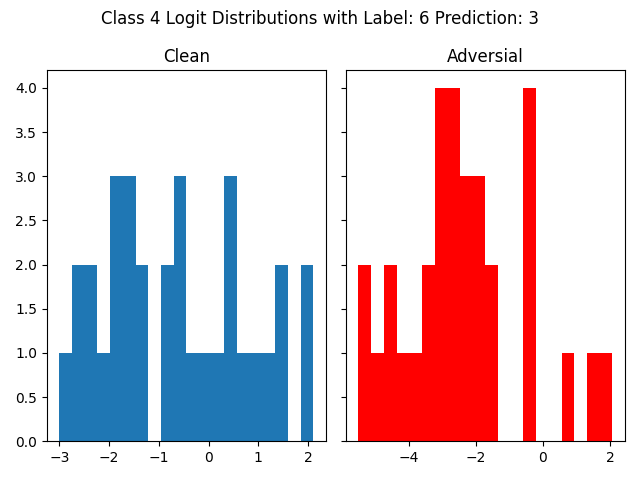 Class 4 Logit Distributions with Label: 6 Prediction: 3
Clean
Adversial
4.0
3.5
3.0
2.5
2.0
1.5
1.0
0.5
0.0
−3 −2 −1 0 1 2
−4 −2 0 2